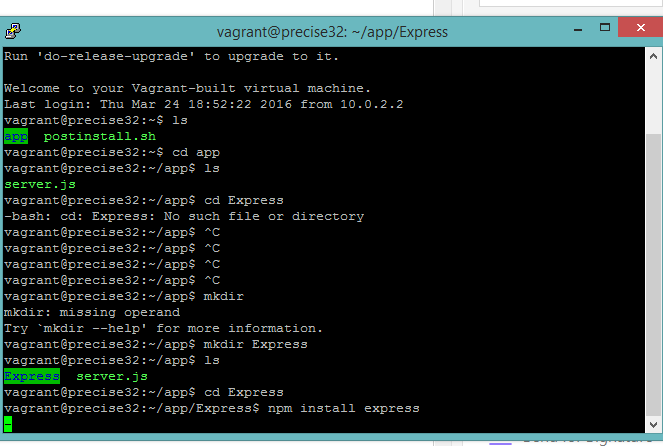 vagrant@precise32: ~/app/Express
Run 'do-release-upgrade' to upgrade to it.
Welcome to your Vagrant-built virtual machine.
Last login: Thu Mar 24 18:52:22 2016 from 10.0.2.2
vagrant@precise32:~$ ls
app  postinstall.sh
vagrant@precise32:~$ cd app
vagrant@precise32:~/app$ ls
server.js
vagrant@precise32:~/app$ cd Express
-bash: cd: Express: No such file or directory
vagrant@precise32:~/app$ ^C
vagrant@precise32:~/app$ ^C
vagrant@precise32:~/app$ ^C
vagrant@precise32:~/app$ ^C
vagrant@precise32:~/app$ mkdir
mkdir: missing operand
Try `mkdir --help' for more information.
vagrant@precise32:~/app$ mkdir Express
vagrant@precise32:~/app$ ls
Express  server.js
vagrant@precise32:~/app$ cd Express
vagrant@precise32:~/app/Express$ npm install express
-
Send for Signature